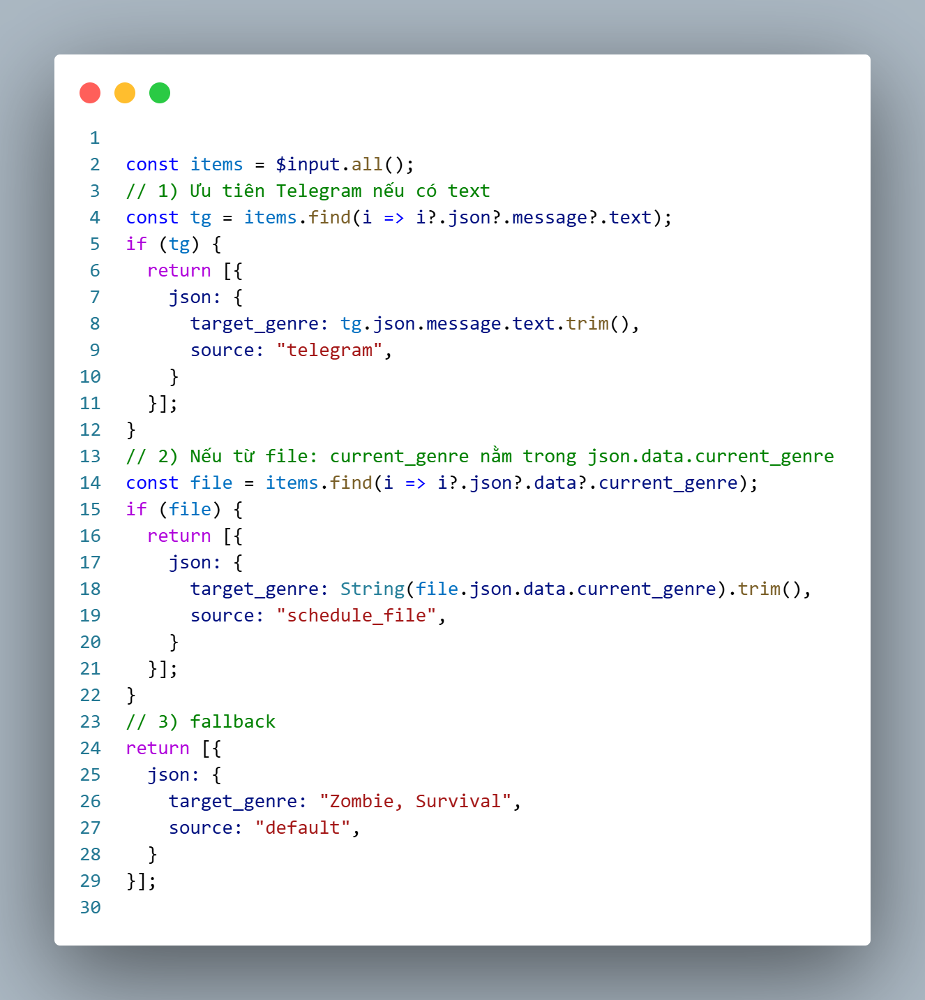 1
2 const items = $input.all();
3 // 1) Ưu tiên Telegram nếu có text
4 const tg = items.find(i => i?.json?.message?.text);
5 if (tg) {
6   return [{
7     json: {
8       target_genre: tg.json.message.text.trim(),
9       source: "telegram",
10     }
11   }];
12 }
13 // 2) Nếu từ file: current_genre nằm trong json.data.current_genre
14 const file = items.find(i => i?.json?.data?.current_genre);
15 if (file) {
16   return [{
17     json: {
18       target_genre: String(file.json.data.current_genre).trim(),
19       source: "schedule_file",
20     }
21   }];
22 }
23 // 3) fallback
24 return [{
25   json: {
26     target_genre: "Zombie, Survival",
27     source: "default",
28   }
29 }];
30